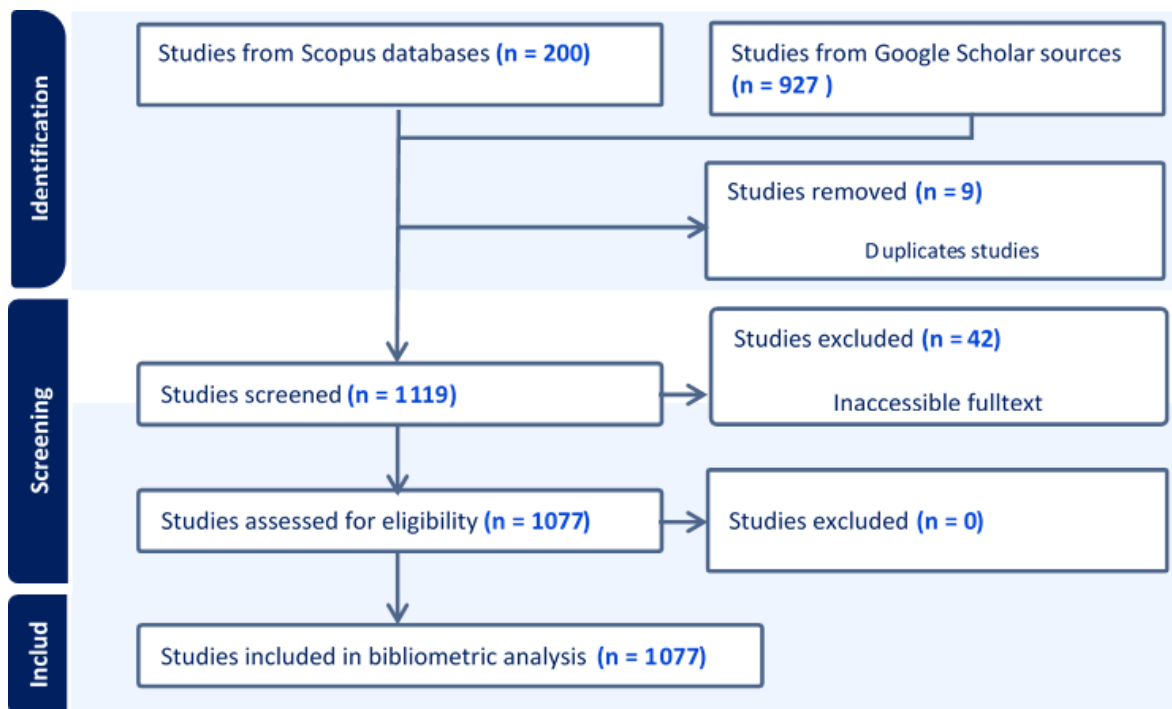 Identification
Studies from Scopus databases (n = 200)
Studies from Google Scholar sources
(n = 927 )
Studies removed (n = 9)
Duplicates studies
Screening
Studies screened (n = 1119)
Studies excluded (n = 42)
Inaccessible fulltext
Studies assessed for eligibility (n = 1077)
Studies excluded (n = 0)
Includ
Studies included in bibliometric analysis (n = 1077)